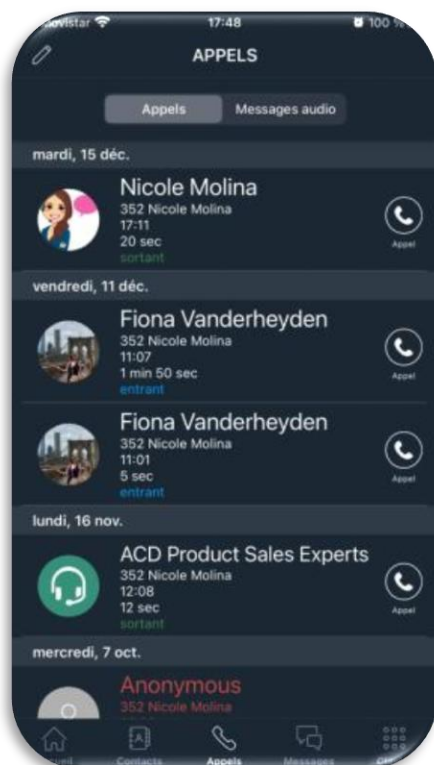 17:48
100 %
APPELS
Appels Messages audio
mardi, 15 déc.
Nicole Molina
352 Nicole Molina
17:11
20 sec
sortant
Appel
vendredi, 11 déc.
Fiona Vanderheyden
352 Nicole Molina
11:07
1 min 50 sec
entrant
Appel
Fiona Vanderheyden
352 Nicole Molina
11:01
5 sec
entrant
Appel
lundi, 16 nov.
ACD Product Sales Experts
352 Nicole Molina
12:08
12 sec
sortant
Appel
mercredi, 7 oct.
Anonymous
352 Nicole Molina
Contacts Appels Messages